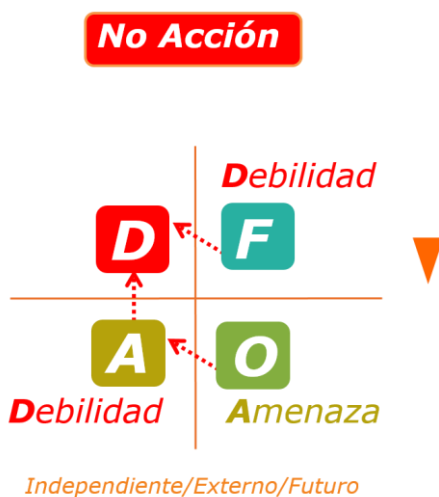 No Acción
Debilidad
D F
A O
Debilidad Amenaza
Independiente/Externo/Futuro